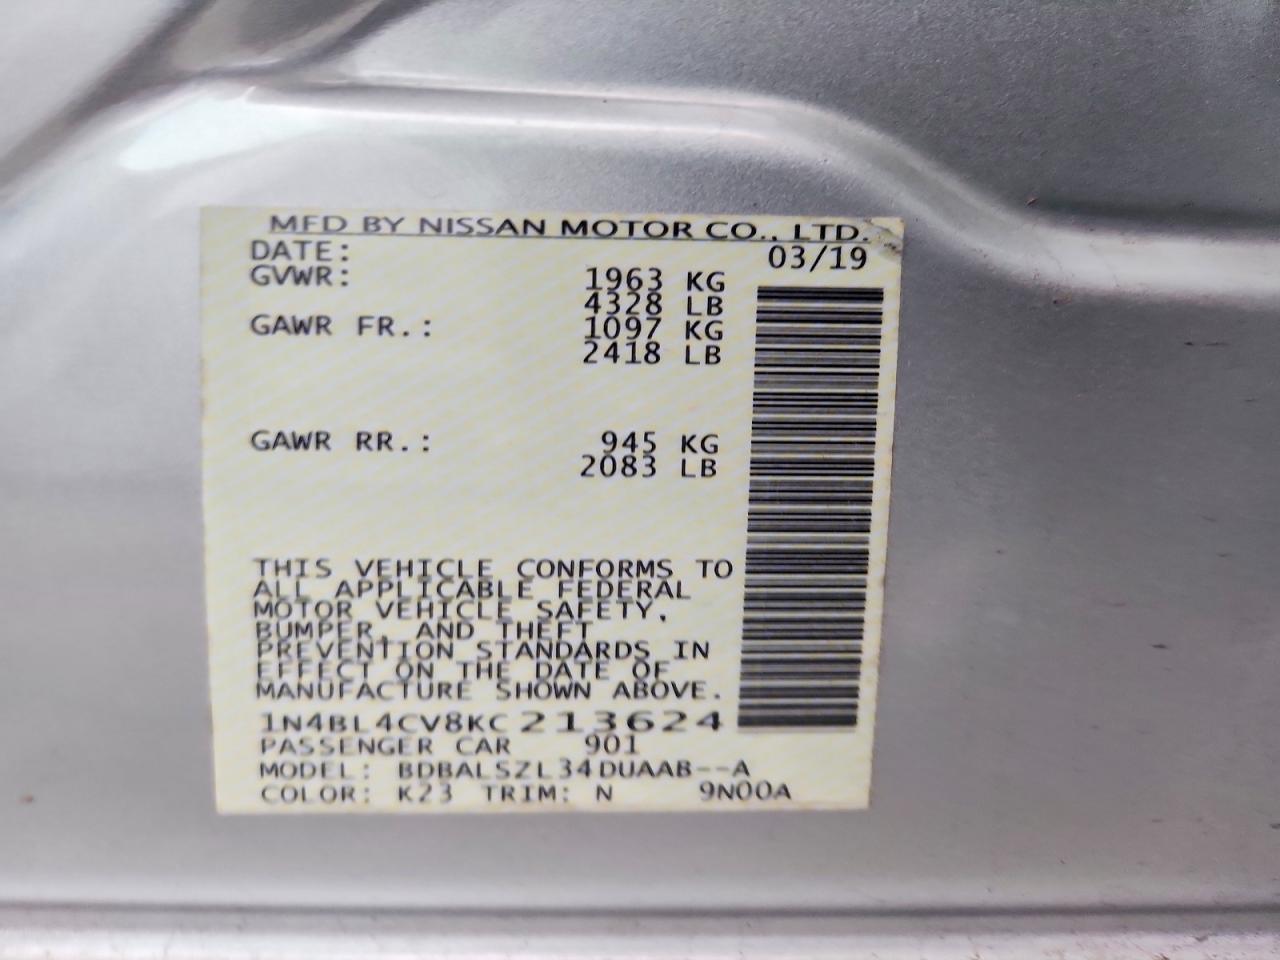 MFD BY NISSAN MOTOR CO., LTD.
DATE: 03/19
GVWR: 1963 KG
4328 LB
GAWR FR.: 1097 KG
2418 LB
GAWR RR.: 945 KG
2083 LB
THIS VEHICLE CONFORMS TO
ALL APPLICABLE FEDERAL
MOTOR VEHICLE SAFETY,
BUMPER, AND THEFT
PREVENTION STANDARDS IN
EFFECT ON THE DATE OF
MANUFACTURE SHOWN ABOVE.
1N4BL4CV8KC213624
PASSENGER CAR 901
MODEL: BDBALSZL34DUAAB--A
COLOR: K23 TRIM: N 9N00A